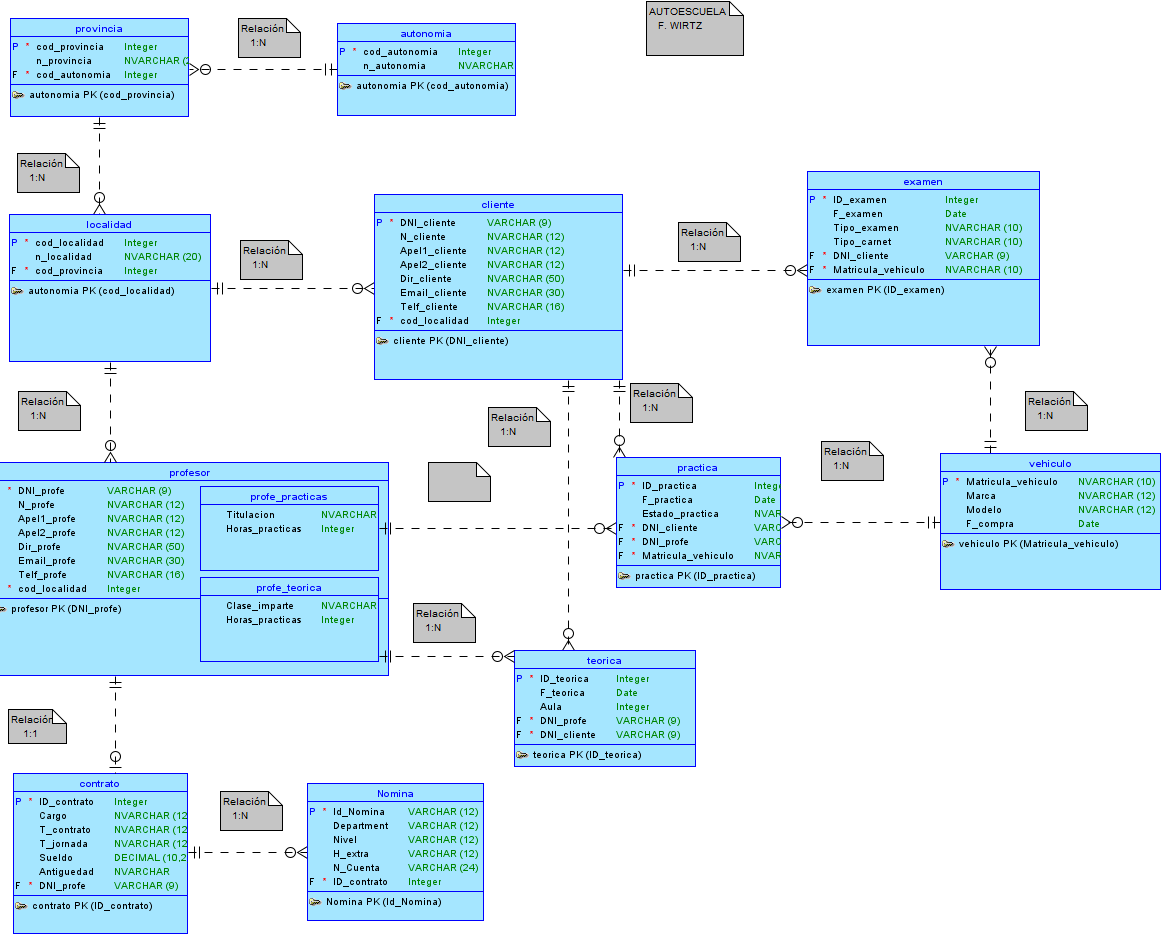 AUTOESCUELA
F. WIRTZ
provincia
P * cod_provincia Integer
n_provincia NVARCHAR (2
F * cod_autonomia Integer
autonomia PK (cod_provincia)
Relación
1:N
autonomia
P * cod_autonomia Integer
n_autonomia NVARCHAR
autonomia PK (cod_autonomia)
Relación
1:N
localidad
P * cod_localidad Integer
n_localidad NVARCHAR (20)
F * cod_provincia Integer
autonomia PK (cod_localidad)
Relación
1:N
cliente
P * DNI_cliente VARCHAR (9)
N_cliente NVARCHAR (12)
Apel1_cliente NVARCHAR (12)
Apel2_cliente NVARCHAR (12)
Dir_cliente NVARCHAR (50)
Email_cliente NVARCHAR (30)
Telf_cliente NVARCHAR (16)
F * cod_localidad Integer
cliente PK (DNI_cliente)
Relación
1:N
examen
P * ID_examen Integer
F_examen Date
Tipo_examen NVARCHAR (10)
Tipo_carnet NVARCHAR (10)
F * DNI_cliente VARCHAR (9)
F * Matricula_vehiculo NVARCHAR (10)
examen PK (ID_examen)
Relación
1:N
Relación
1:N
Relación
1:N
Relación
1:N
Relación
1:N
profesor
* DNI_profe VARCHAR (9)
N_profe NVARCHAR (12)
Apel1_profe NVARCHAR (12)
Apel2_profe NVARCHAR (12)
Dir_profe NVARCHAR (50)
Email_profe NVARCHAR (30)
Telf_profe NVARCHAR (16)
* cod_localidad Integer
profesor PK (DNI_profe)
profe_practicas
Titulacion NVARCHAR
Horas_practicas Integer
profe_teorica
Clase_imparte NVARCHAR
Horas_practicas Integer
practica
P * ID_practica Integ
F_practica Date
Estado_practica NVAR
F * DNI_cliente VARC
F * DNI_profe VARC
F * Matricula_vehiculo NVAR
practica PK (ID_practica)
vehiculo
P * Matricula_vehiculo NVARCHAR (10)
Marca NVARCHAR (12)
Modelo NVARCHAR (12)
F_compra Date
vehiculo PK (Matricula_vehiculo)
Relación
1:N
teorica
P * ID_teorica Integer
F_teorica Date
Aula Integer
F * DNI_profe VARCHAR (9)
F * DNI_cliente VARCHAR (9)
teorica PK (ID_teorica)
Relación
1:1
contrato
P * ID_contrato Integer
Cargo NVARCHAR (12
T_contrato NVARCHAR (12
T_jornada NVARCHAR (12
Sueldo DECIMAL (10,2
Antiguedad NVARCHAR
F * DNI_profe VARCHAR (9)
contrato PK (ID_contrato)
Relación
1:N
Nomina
P * Id_Nomina VARCHAR (12)
Department VARCHAR (12)
Nivel VARCHAR (12)
H_extra VARCHAR (12)
N_Cuenta VARCHAR (24)
F * ID_contrato Integer
Nomina PK (Id_Nomina)